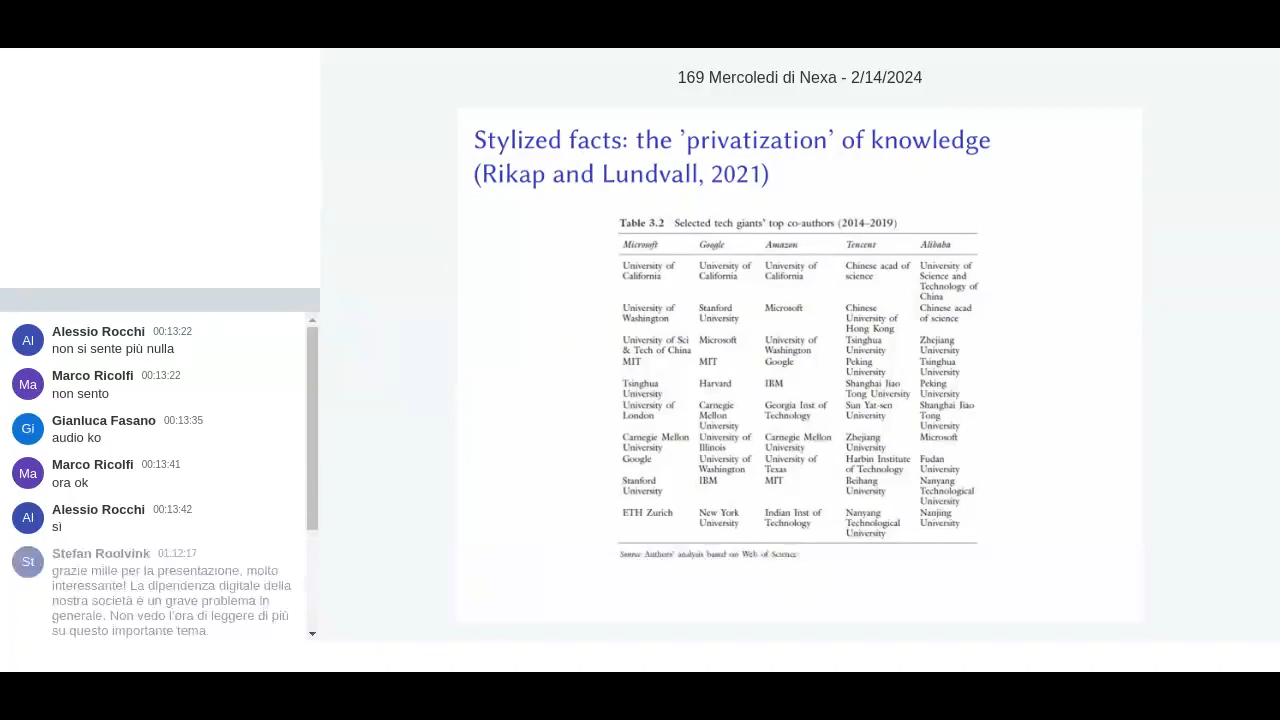 169 Mercoledi di Nexa - 2/14/2024
Al
Alessio Rocchi 00:13:22
non si sente più nulla
Ma
Marco Ricolfi 00:13:22
non sento
Gi
Gianluca Fasano 00:13:35
audio ko
Ma
Marco Ricolfi 00:13:41
ora ok
Al
Alessio Rocchi 00:13:42
sì
St
Stefan Roolvink 01:12:17
grazie mille per la presentazione, molto
interessante! La dipendenza digitale della
nostra società è un grave problema in
generale. Non vedo l'ora di leggere di più
su questo importante tema.
Stylized facts: the 'privatization' of knowledge
(Rikap and Lundvall, 2021)
Table 3.2 Selected tech giants' top co-authors (2014–2019)
Microsoft Google Amazon Tencent Alibaba
University of University of University of Chinese acad of University of
California California California science Science and
Technology of
China
University of Stanford Microsoft Chinese Chinese acad
Washington University University of of science
Hong Kong
University of Sci Microsoft University of Tsinghua Zhejiang
& Tech of China Washington University University
MIT MIT Google Peking Tsinghua
University University
Tsinghua Harvard IBM Shanghai Jiao Peking
University Tong University University
University of Carnegie Georgia Inst of Sun Yat-sen Shanghai Jiao
London Mellon Technology University Tong
University University
Carnegie Mellon University of Carnegie Mellon Zhejiang Microsoft
University Illinois University University
Google University of University of Harbin Institute Fudan
Washington Texas of Technology University
Stanford IBM MIT Beihang Nanyang
University University Technological
University
ETH Zurich New York Indian Inst of Nanyang Nanjing
University Technology Technological University
University
Source: Authors' analysis based on Web of Science